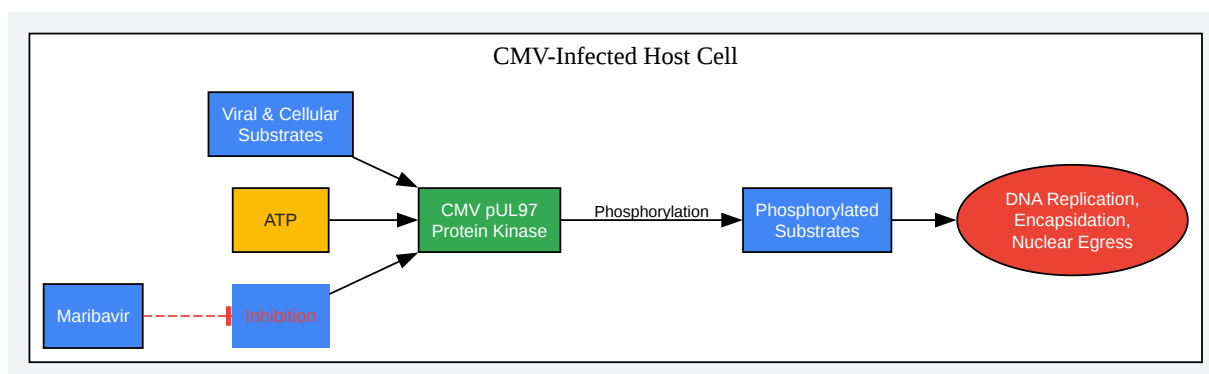 CMV-Infected Host Cell
Viral & Cellular
Substrates
ATP
CMV pUL97
Protein Kinase
Phosphorylation
Phosphorylated
Substrates
DNA Replication,
Encapsidation,
Nuclear Egress
Maribavir
Inhibition